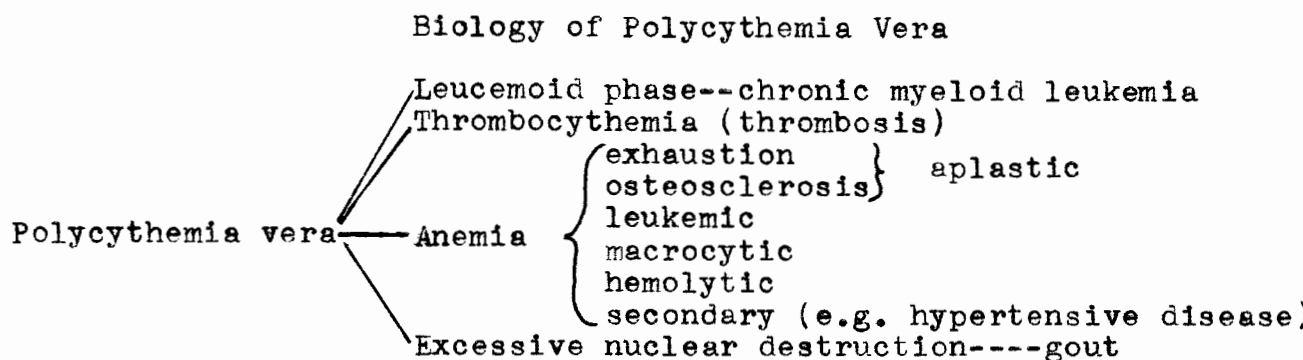 Biology of Polycythemia Vera
Leucemoid phase--chronic myeloid leukemia
Thrombocythemia (thrombosis)
exhaustion
osteosclerosis} aplastic
Polycythemia vera Anemia { leukemic
macrocytic
hemolytic
secondary (e.g. hypertensive disease)
Excessive nuclear destruction----gout